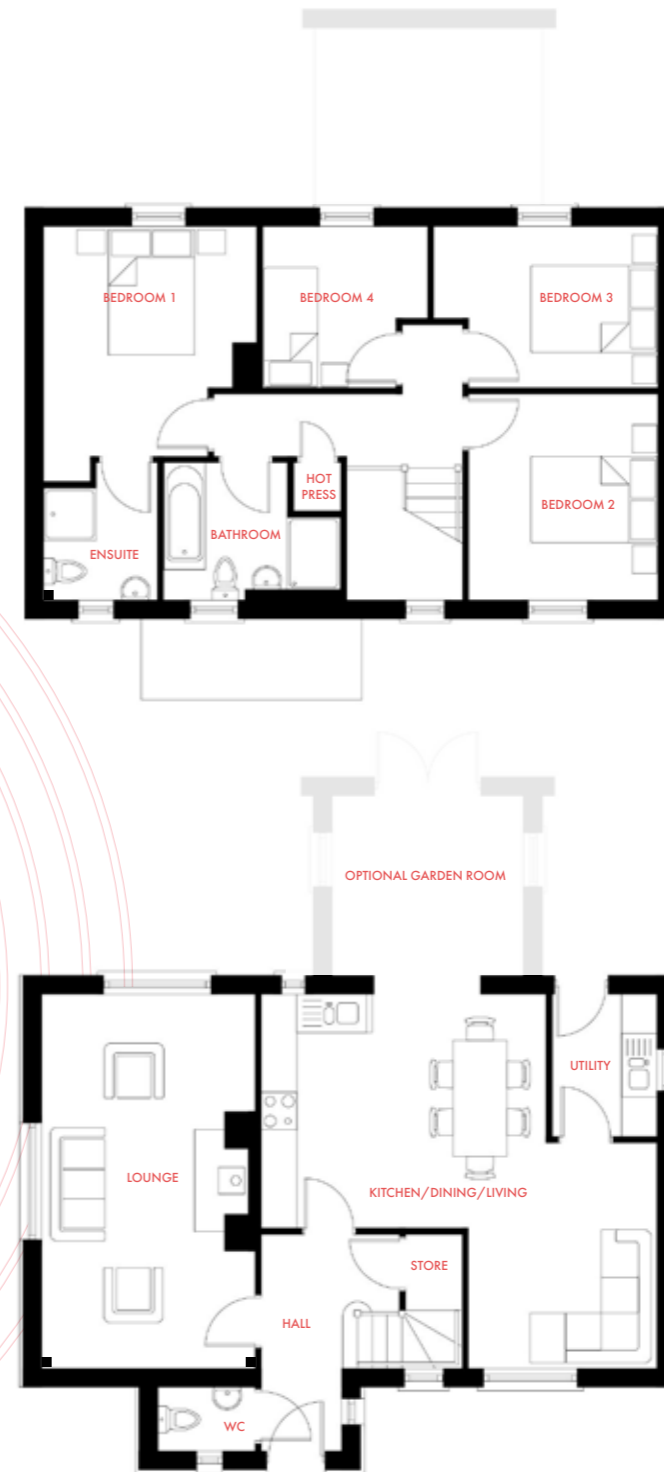 BEDROOM 1
BEDROOM 4
BEDROOM 3
HOT
PRESS
BEDROOM 2
BATHROOM
ENSUITE
OPTIONAL GARDEN ROOM
UTILITY
LOUNGE
KITCHEN/DINING/LIVING
STORE
HALL
WC